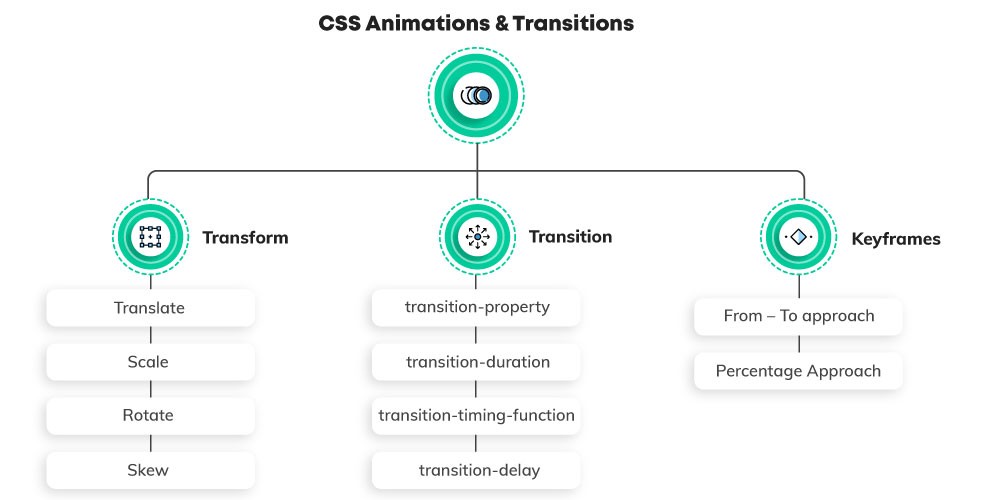 CSS Animations & Transitions
Transform
Translate
Scale
Rotate
Skew
Transition
transition-property
transition-duration
transition-timing-function
transition-delay
Keyframes
From – To approach
Percentage Approach